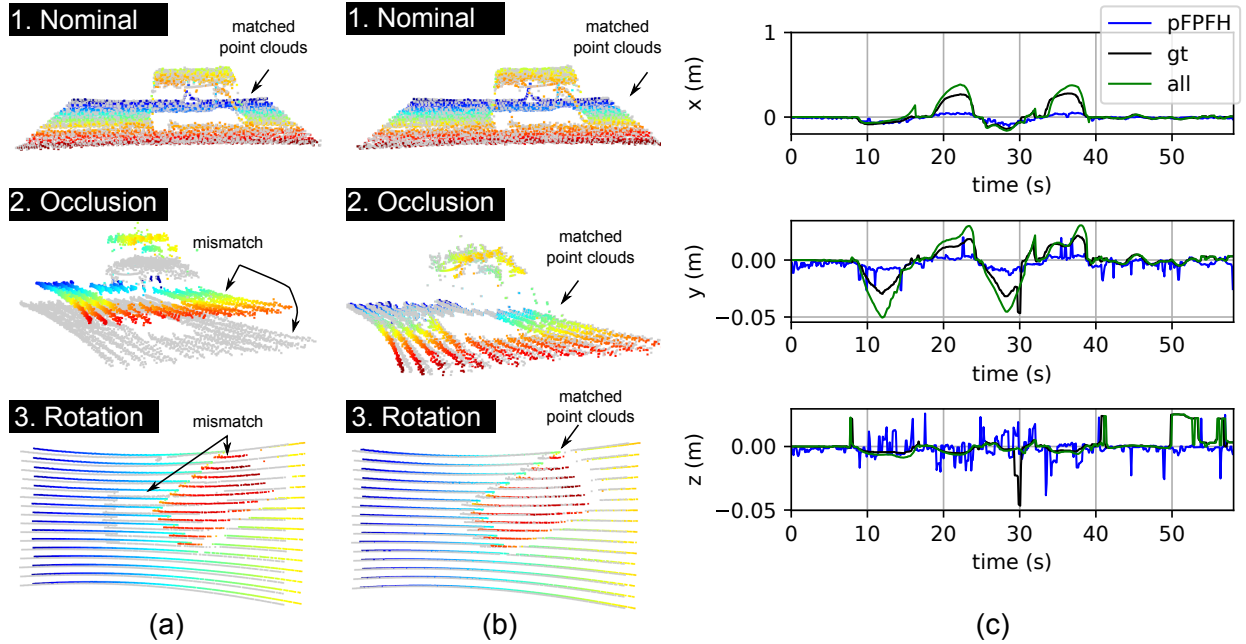 1. Nominal
matched
point clouds
2. Occlusion
mismatch
3. Rotation
mismatch
(a)
1. Nominal
matched
point clouds
2. Occlusion
matched
point clouds
3. Rotation
matched
point clouds
(b)
pFPFH
gt
all
x (m)
1
0
0 10 20 30 40 50
time (s)
y (m)
0.00
−0.05
0 10 20 30 40 50
time (s)
z (m)
0.00
−0.05
0 10 20 30 40 50
time (s)
(c)